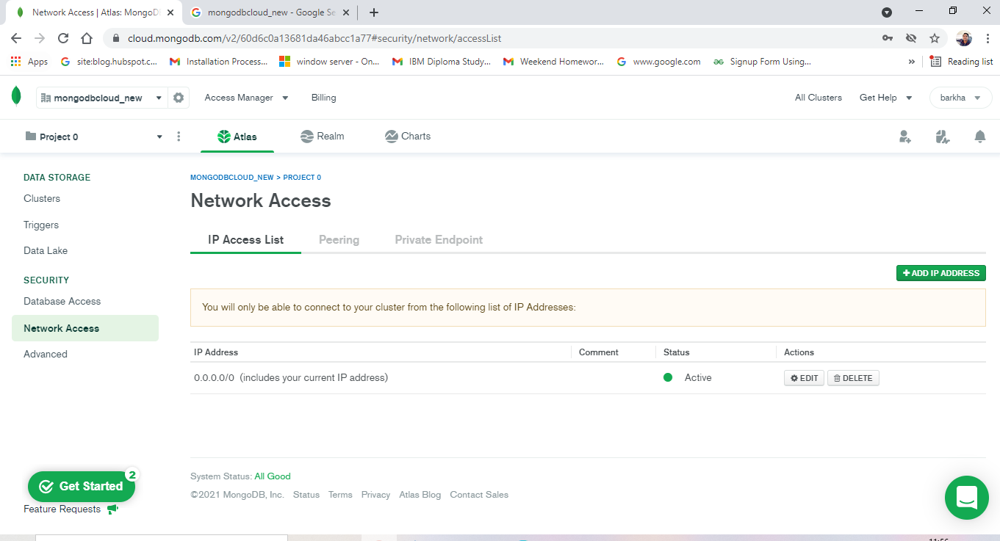 Network Access | Atlas: MongoD
mongodbcloud_new - Google Se
cloud.mongodb.com/v2/60d6c0a13681da46abcc1a77#security/network/accessList
Apps site:blog.hubspot.c... Installation Process... window server - On... IBM Diploma Study... Weekend Homewor... www.google.com Signup Form Using... » Reading list
mongodbcloud_new Access Manager Billing All Clusters Get Help barkha
Project 0 Atlas Realm Charts
DATA STORAGE
Clusters
Triggers
Data Lake
SECURITY
Database Access
Network Access
Advanced
MONGODBCLOUD_NEW > PROJECT 0
Network Access
IP Access List Peering Private Endpoint
+ ADD IP ADDRESS
You will only be able to connect to your cluster from the following list of IP Addresses:
IP Address Comment Status Actions
0.0.0.0/0 (includes your current IP address) Active EDIT DELETE
System Status: All Good
©2021 MongoDB, Inc. Status Terms Privacy Atlas Blog Contact Sales
Get Started 2
Feature Requests